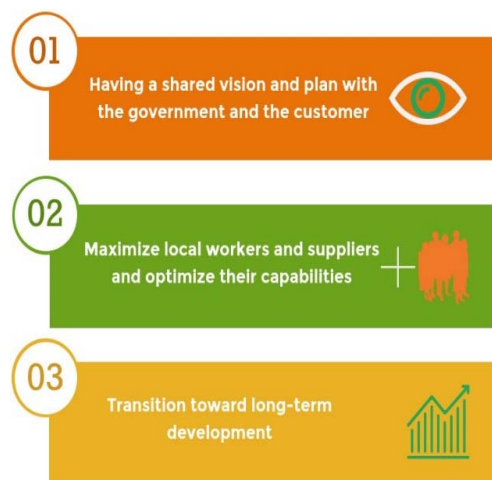 01
Having a shared vision and plan with
the government and the customer
02
Maximize local workers and suppliers
and optimize their capabilities
03
Transition toward long-term
development